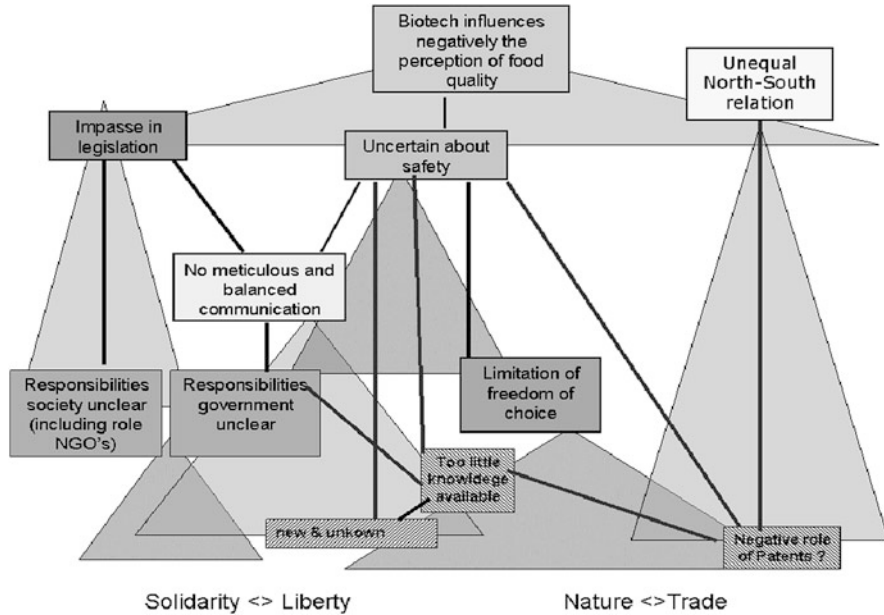 Biotech influences
negatively the
perception of food
quality
Unequal
North-South
relation
Impasse in
legislation
Uncertain about
safety
No meticulous and
balanced
communication
Responsibilities
society unclear
(including role
NGO's)
Responsibilities
government
unclear
Limitation of
freedom of
choice
Too little
knowldege
available
new & unkown
Negative role
of Patents ?
Solidarity <> Liberty
Nature <>Trade